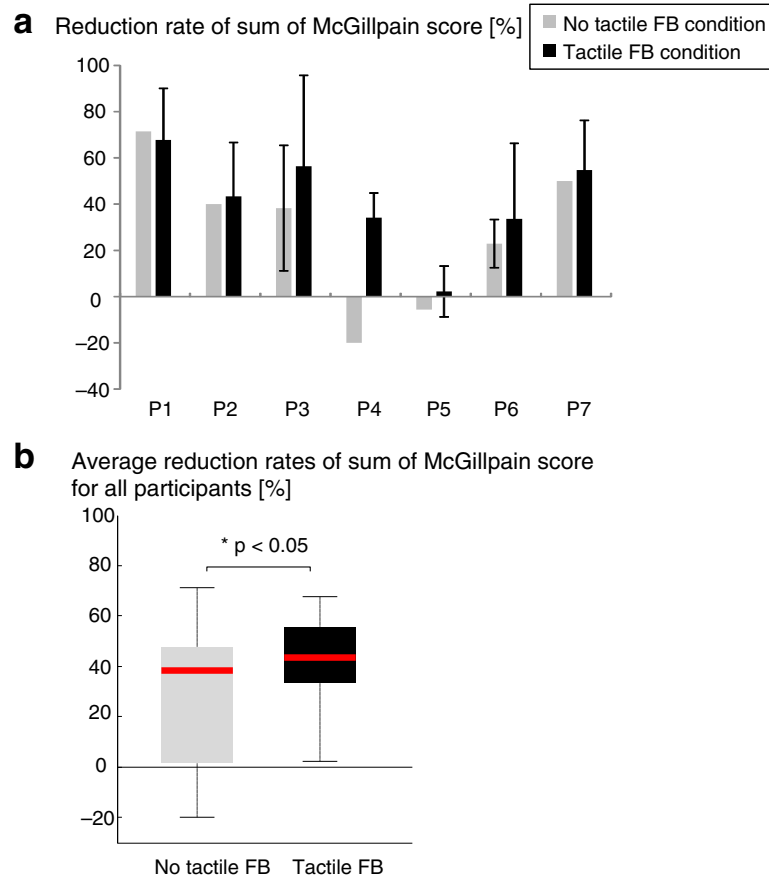 a Reduction rate of sum of McGillpain score [%]
No tactile FB condition
Tactile FB condition
100
80
60
40
20
0
−20
−40
P1 P2 P3 P4 P5 P6 P7
b Average reduction rates of sum of McGillpain score
for all participants [%]
100
* p < 0.05
80
60
40
20
0
−20
No tactile FB Tactile FB